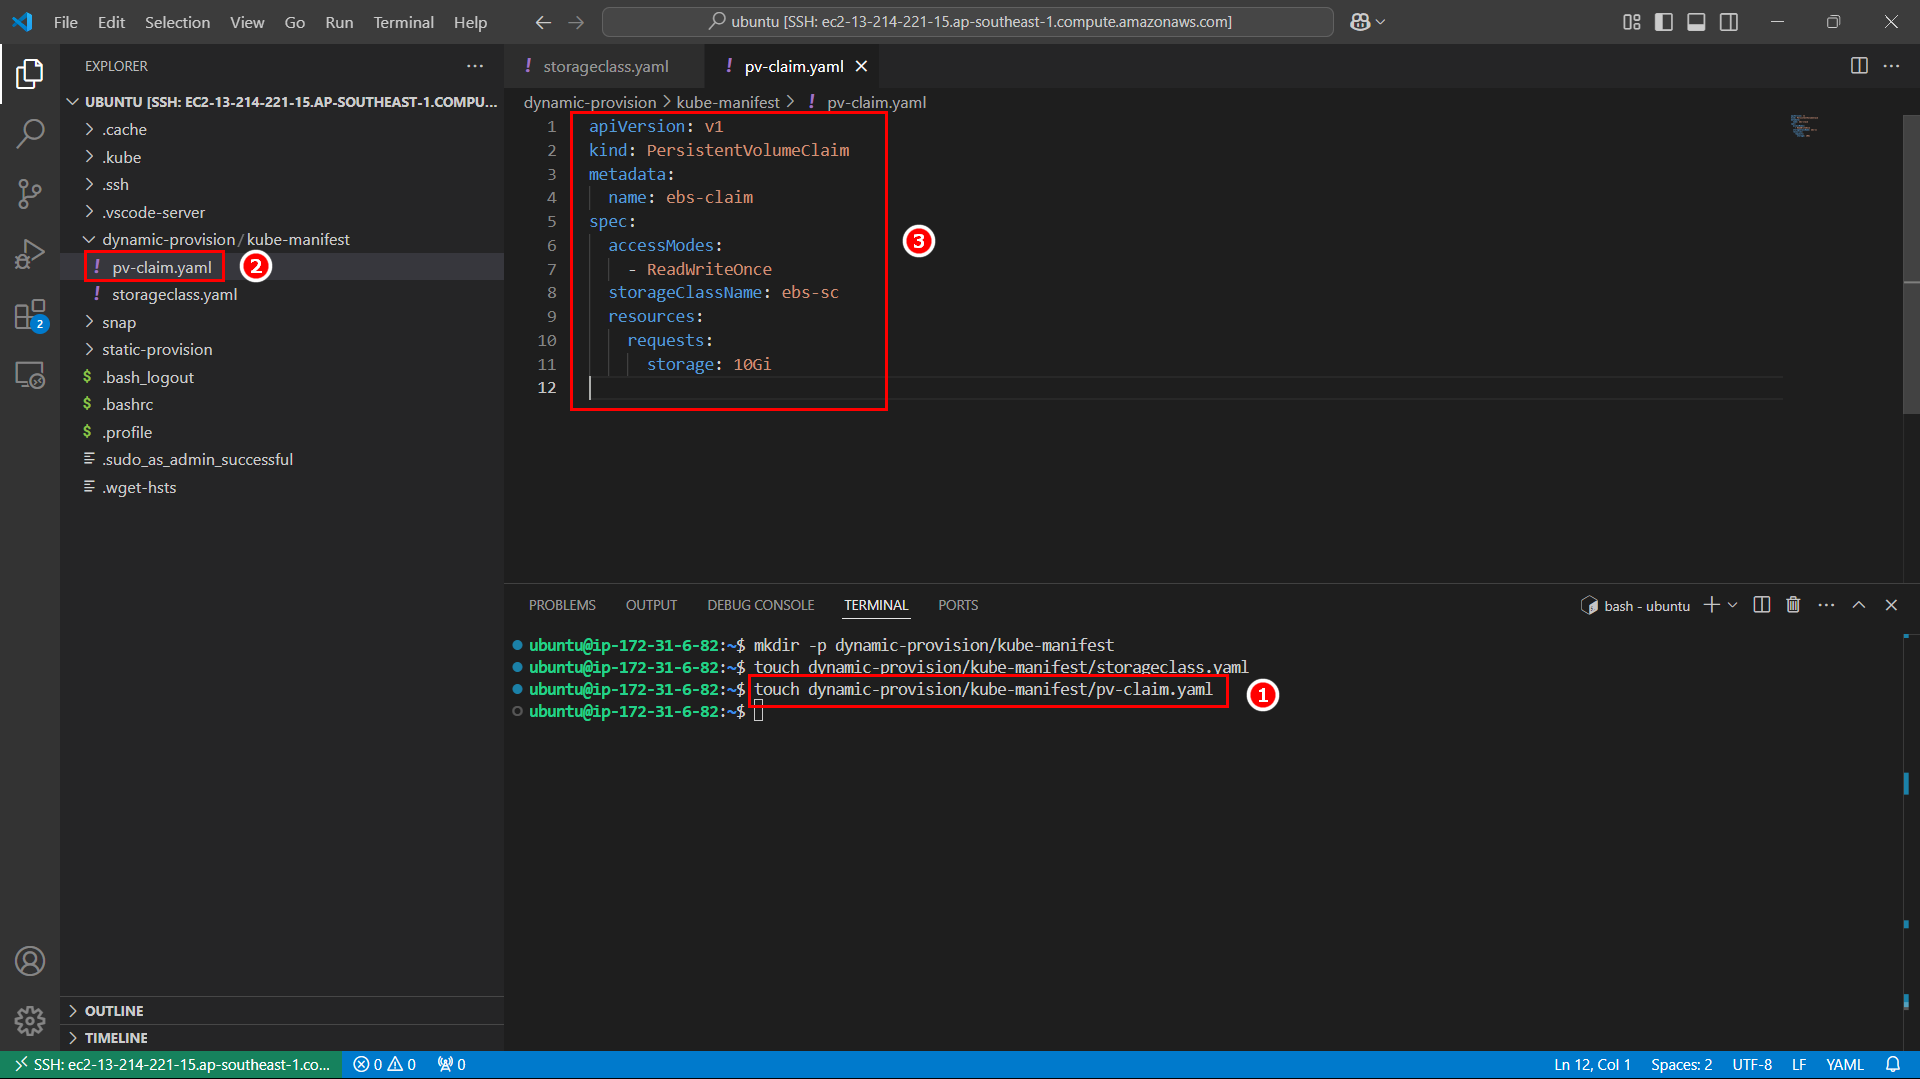 File Edit Selection View Go Run Terminal Help
ubuntu [SSH: ec2-13-214-221-15.ap-southeast-1.compute.amazonaws.com]
EXPLORER
UBUNTU [SSH: EC2-13-214-221-15.AP-SOUTHEAST-1.COMPU...
.cache
.kube
.ssh
.vscode-server
dynamic-provision/kube-manifest
! pv-claim.yaml
2
! storageclass.yaml
snap
static-provision
$ .bash_logout
$ .bashrc
$ .profile
.sudo_as_admin_successful
.wget-hsts
OUTLINE
TIMELINE
2
! storageclass.yaml
! pv-claim.yaml
dynamic-provision > kube-manifest > ! pv-claim.yaml
1 apiVersion: v1
2 kind: PersistentVolumeClaim
3 metadata:
4 name: ebs-claim
5 spec:
6 accessModes:
7 - ReadWriteOnce
8 storageClassName: ebs-sc
9 resources:
10 requests:
11 storage: 10Gi
12
3
PROBLEMS OUTPUT DEBUG CONSOLE TERMINAL PORTS
bash - ubuntu
ubuntu@ip-172-31-6-82:~$ mkdir -p dynamic-provision/kube-manifest
ubuntu@ip-172-31-6-82:~$ touch dynamic-provision/kube-manifest/storageclass.yaml
ubuntu@ip-172-31-6-82:~$ touch dynamic-provision/kube-manifest/pv-claim.yaml
1
ubuntu@ip-172-31-6-82:~$
SSH: ec2-13-214-221-15.ap-southeast-1.co... 0 0 0
Ln 12, Col 1 Spaces: 2 UTF-8 LF YAML